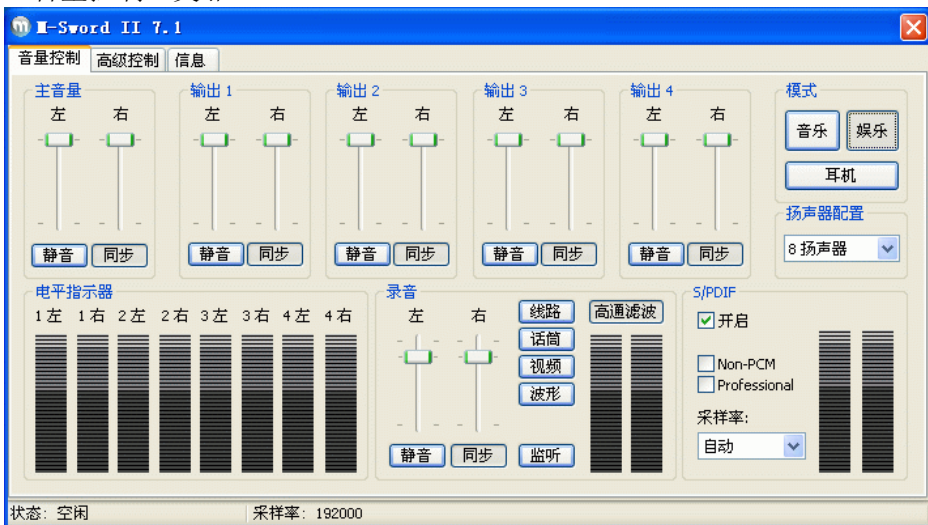 M-Sword II 7.1
音量控制 高级控制 信息
主音量 输出 1 输出 2 输出 3 输出 4 模式
左 右 左 右 左 右 左 右 左 右
音乐 娱乐
耳机
扬声器配置
静音 同步 静音 同步 静音 同步 静音 同步 静音 同步 8 扬声器
电平指示器 录音 S/PDIF
1左 1右 2左 2右 3左 3右 4左 4右 左 右 线路 高通滤波 开启
话筒
视频 Non-PCM
Professional
波形
采样率:
静音 同步 监听 自动
状态: 空闲 采样率: 192000